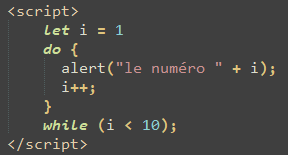 <script>
let i = 1
do {
alert("le numéro " + i);
i++;
}
while (i < 10);
</script>